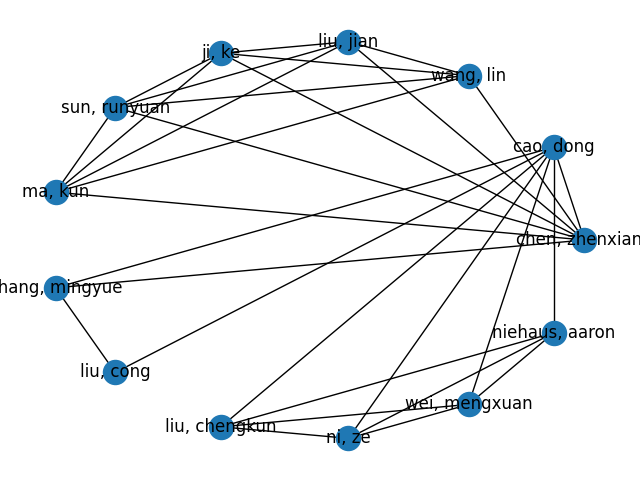 liu, jian
ji, ke
wang, lin
sun, runyuan
cao, dong
ma, kun
chen, zhenxian
hang, mingyue
niehaus, aaron
liu, cong
wei, mengxuan
liu, chengkun
ni, ze